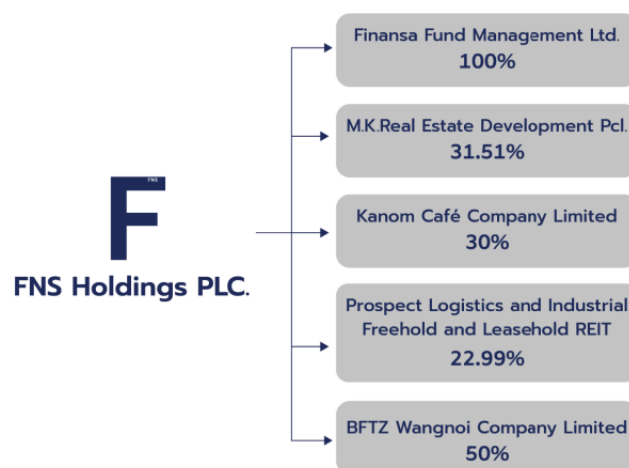 FNS
F
FNS Holdings PLC.
Finansa Fund Management Ltd.
100%
M.K.Real Estate Development Pcl.
31.51%
Kanom Café Company Limited
30%
Prospect Logistics and Industrial
Freehold and Leasehold REIT
22.99%
BFTZ Wangnoi Company Limited
50%